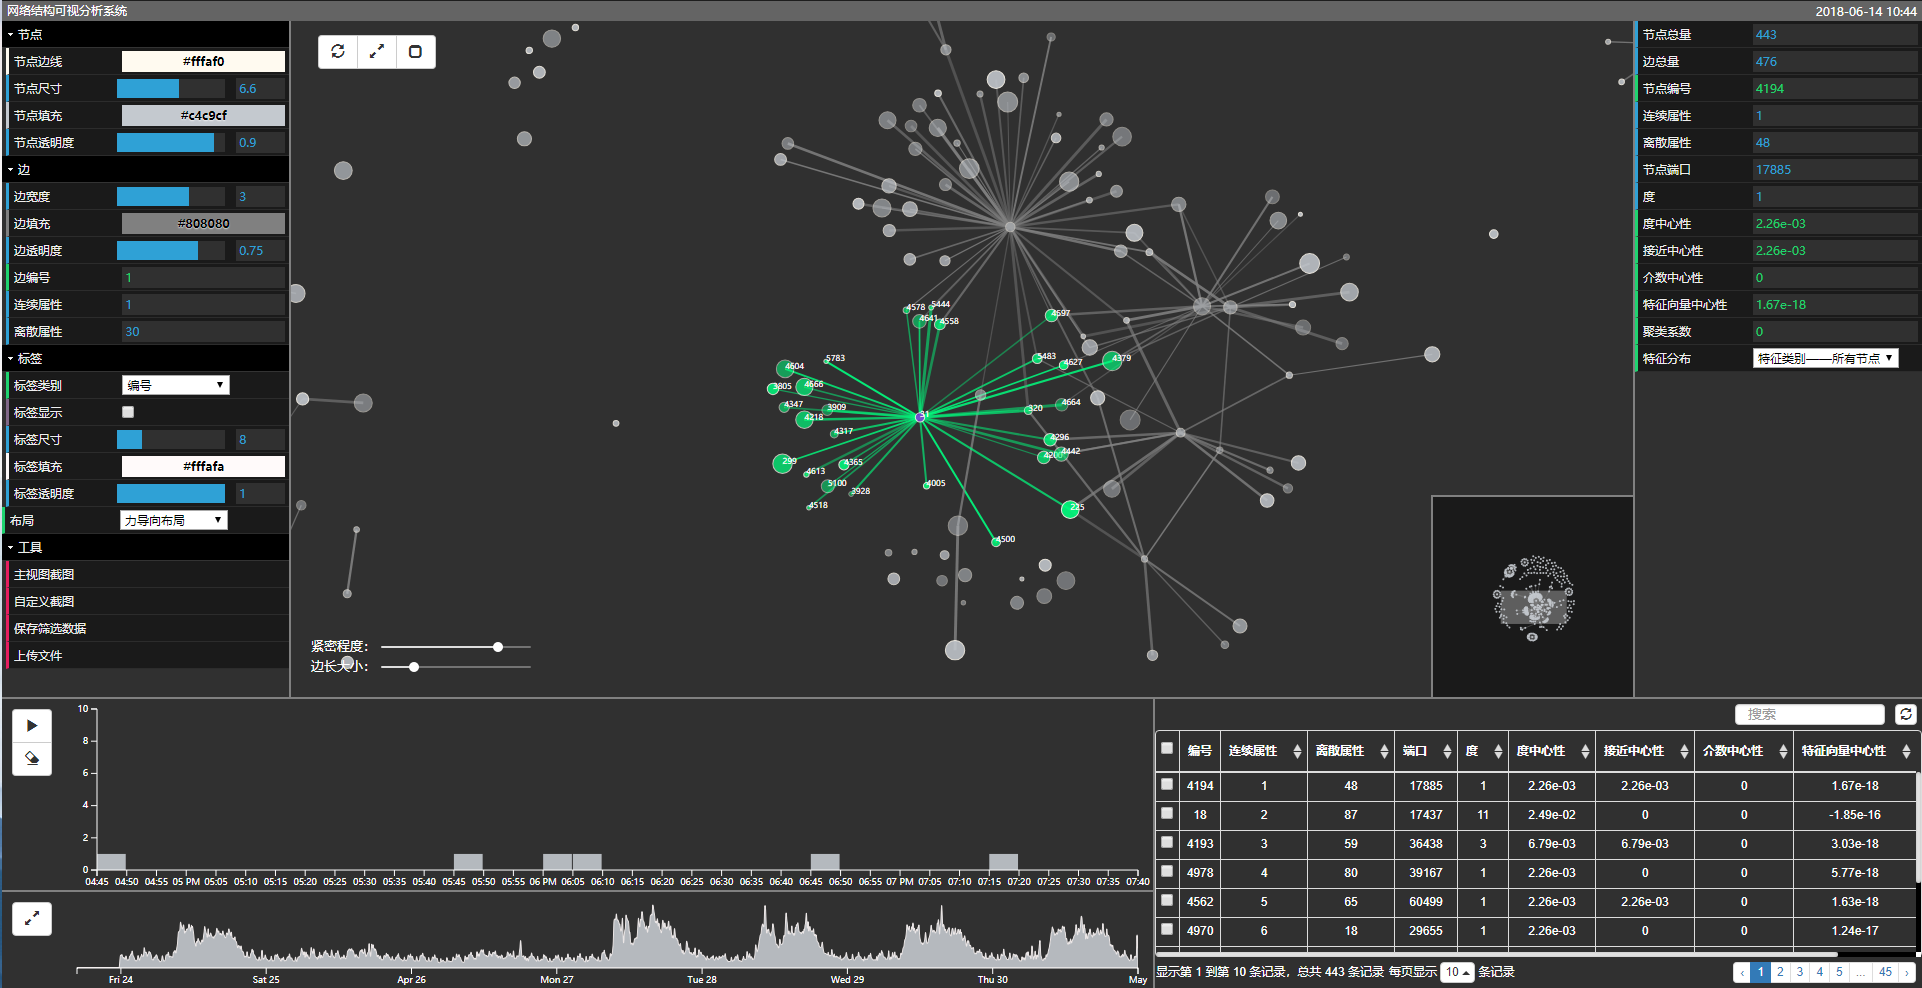 网络结构可视分析系统
2018-06-14 10:44
节点
节点边线 #fffaf0
节点尺寸 6.6
节点填充 #c4c9cf
节点透明度 0.9
边
边宽度 3
边填充 #808080
边透明度 0.75
边编号 1
连续属性 1
离散属性 30
标签
标签类别 编号
标签显示
标签尺寸 8
标签填充 #fffafa
标签透明度 1
布局 力导向布局
工具
主视图截图
自定义截图
保存筛选数据
上传文件
4578 5444
4641 4558
4697
5783
4604
5483
4627
4379
3805 4666
4347 3909
4218
31
320
4664
4317
4296
4200 4442
299
4365
4613
5100 3928
4005
4518
225
4500
紧密程度：
边长大小：
节点总量 443
边总量 476
节点编号 4194
连续属性 1
离散属性 48
节点端口 17885
度 1
度中心性 2.26e-03
接近中心性 2.26e-03
介数中心性 0
特征向量中心性 1.67e-18
聚类系数 0
特征分布 特征类别——所有节点
10
8
6
4
2
0
04:45 04:50 04:55 05 PM 05:05 05:10 05:15 05:20 05:25 05:30 05:35 05:40 05:45 05:50 05:55 06 PM 06:05 06:10 06:15 06:20 06:25 06:30 06:35 06:40 06:45 06:50 06:55 07 PM 07:05 07:10 07:15 07:20 07:25 07:30 07:35 07:40
Fri 24 Sat 25 Apr 26 Mon 27 Tue 28 Wed 29 Thu 30 May
搜索
编号 连续属性 离散属性 端口 度 度中心性 接近中心性 介数中心性 特征向量中心性
4194 1 48 17885 1 2.26e-03 2.26e-03 0 1.67e-18
18 2 87 17437 11 2.49e-02 0 0 -1.85e-16
4193 3 59 36438 3 6.79e-03 6.79e-03 0 3.03e-18
4978 4 80 39167 1 2.26e-03 0 0 5.77e-18
4562 5 65 60499 1 2.26e-03 2.26e-03 0 1.63e-18
4970 6 18 29655 1 2.26e-03 0 0 1.24e-17
显示第 1 到第 10 条记录，总共 443 条记录 每页显示 10 条记录
‹ 1 2 3 4 5 ... 45 ›